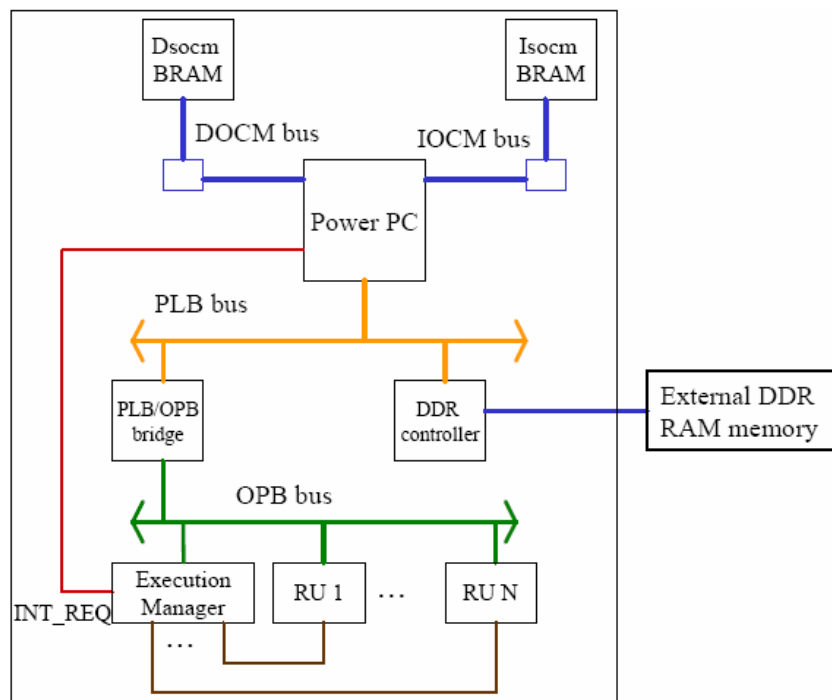 Dsocm
BRAM
Isocm
BRAM
DOCM bus
IOCM bus
Power PC
PLB bus
PLB/OPB
bridge
DDR
controller
External DDR
RAM memory
OPB bus
Execution
Manager
RU 1
...
RU N
INT_REQ
...